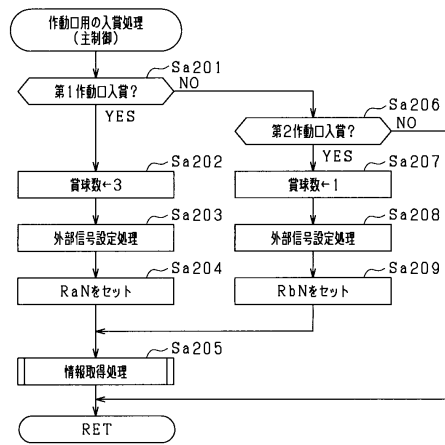 作動口用の入賞処理
(主制御)
Sa201
第1作動口入賞?
NO
YES
Sa206
第2作動口入賞?
NO
YES
Sa202
賞球数←3
Sa207
賞球数←1
Sa203
外部信号設定処理
Sa208
外部信号設定処理
Sa204
RaNをセット
Sa209
RbNをセット
Sa205
情報取得処理
RET